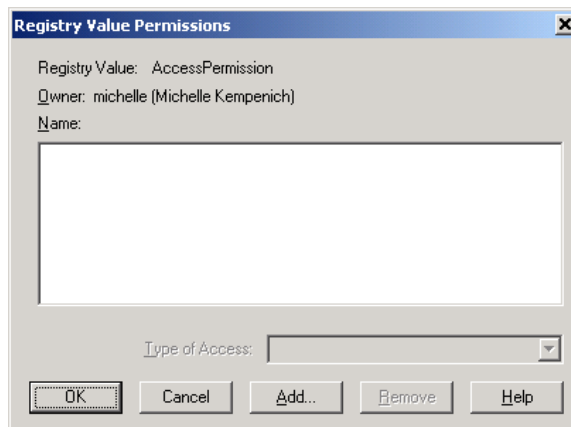 Registry Value Permissions
Registry Value: AccessPermission
Owner: michelle (Michelle Kempenich)
Name:
Type of Access:
OK Cancel Add... Remove Help